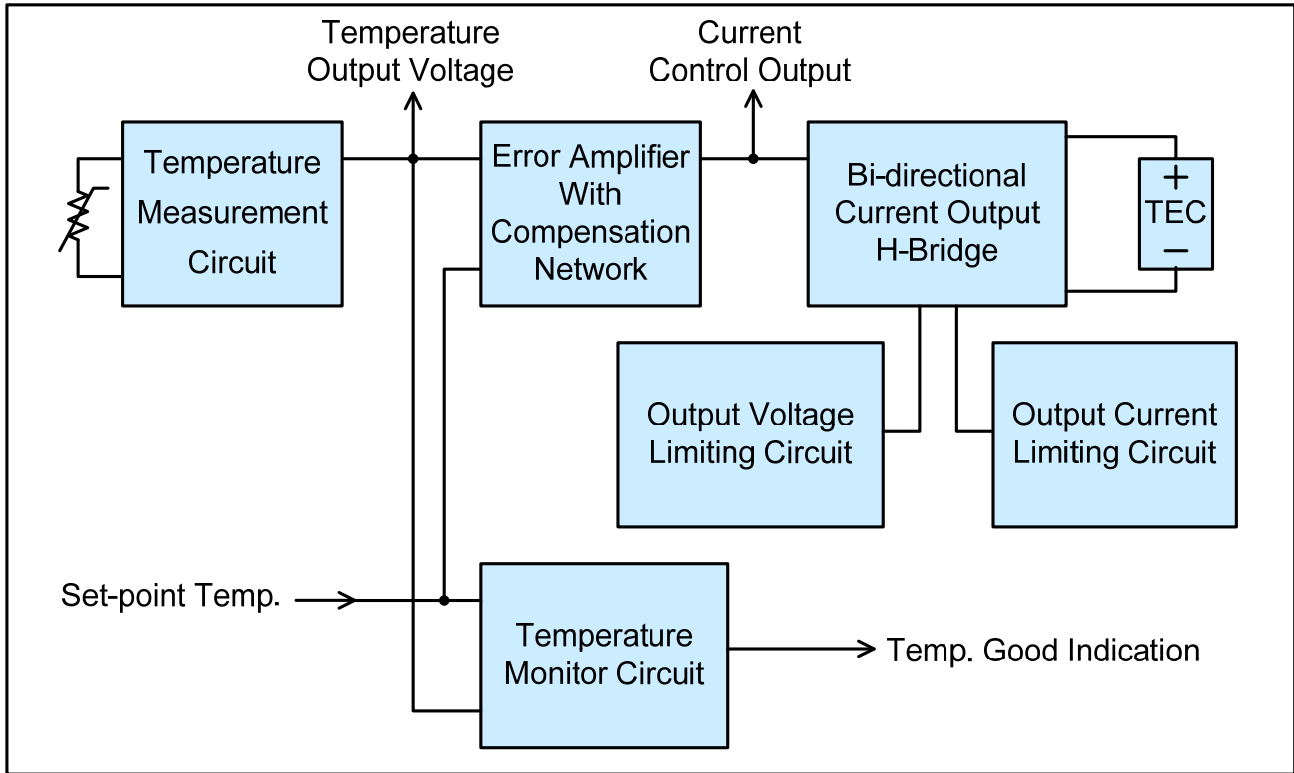 Temperature
Output Voltage
Current
Control Output
Temperature
Measurement
Circuit
Error Amplifier
With
Compensation
Network
Bi-directional
Current Output
H-Bridge
+
TEC
−
Output Voltage
Limiting Circuit
Output Current
Limiting Circuit
Set-point Temp.
Temperature
Monitor Circuit
Temp. Good Indication